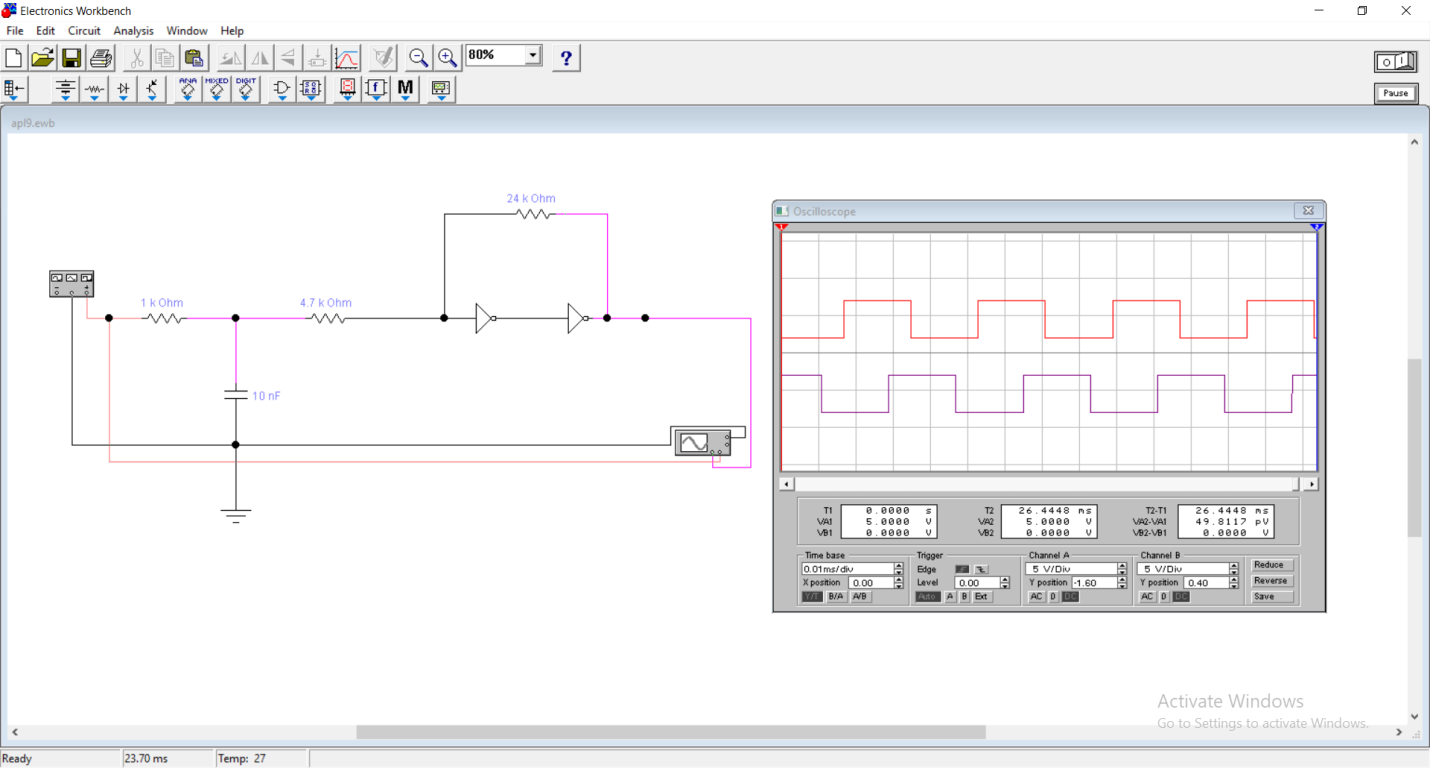 Electronics Workbench
File Edit Circuit Analysis Window Help
80% ?
ANA MIXED DIGIT
f M
Pause
apl9.ewb
24 k Ohm
1 k Ohm 4.7 k Ohm
10 nF
Oscilloscope
1 2
T1 0.0000 s T2 26.4448 ms T2-T1 26.4448 ms
VA1 5.0000 V VA2 5.0000 V VA2-VA1 49.8117 pV
VB1 0.0000 V VB2 0.0000 V VB2-VB1 0.0000 V
Time base Trigger Channel A Channel B
0.01ms/div Edge 5 V/Div 5 V/Div Reduce
X position 0.00 Level 0.00 Y position -1.60 Y position 0.40 Reverse
Y/T B/A A/B Auto A B Ext AC 0 DC AC 0 DC Save
Activate Windows
Go to Settings to activate Windows.
Ready 23.70 ms Temp: 27